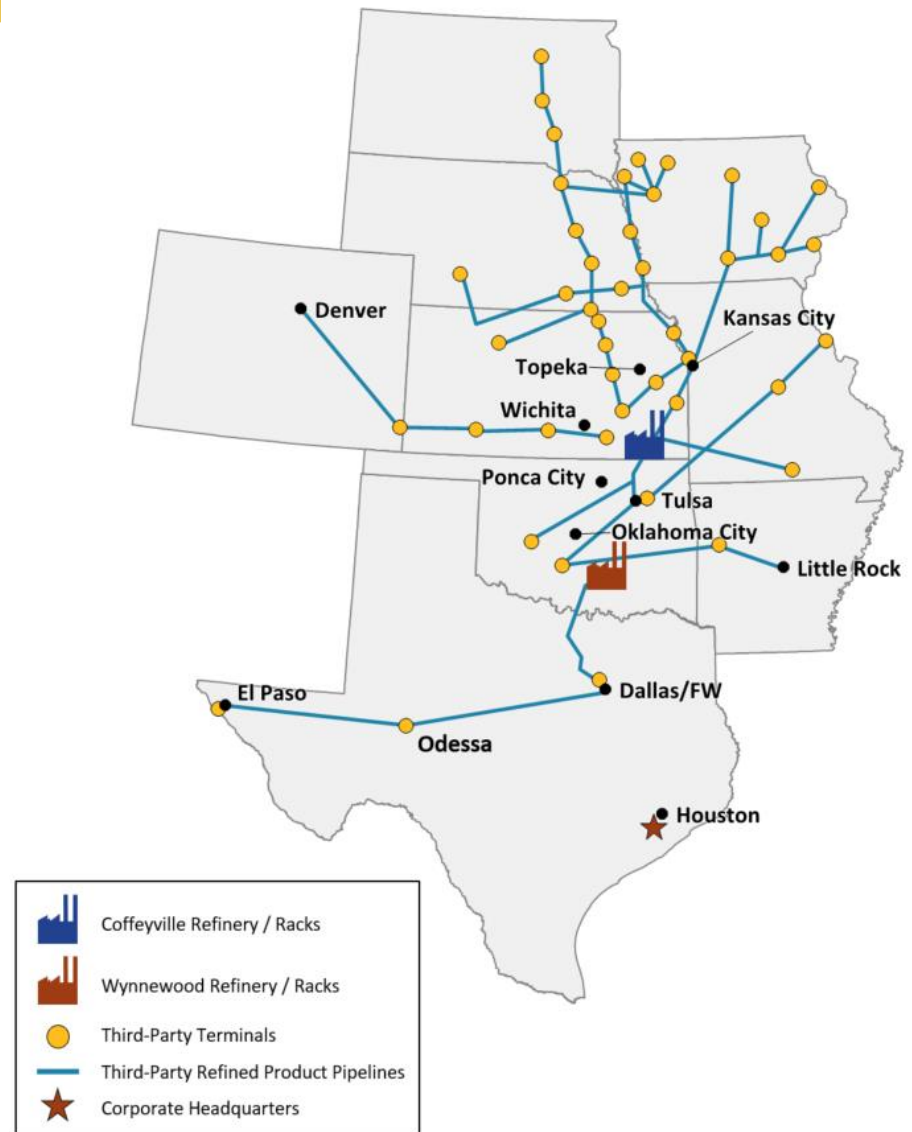 Denver
Kansas City
Topeka
Wichita
Ponca City
Tulsa
Oklahoma City
Little Rock
El Paso
Dallas/FW
Odessa
Houston
Coffeyville Refinery / Racks
Wynnewood Refinery / Racks
Third-Party Terminals
Third-Party Refined Product Pipelines
Corporate Headquarters